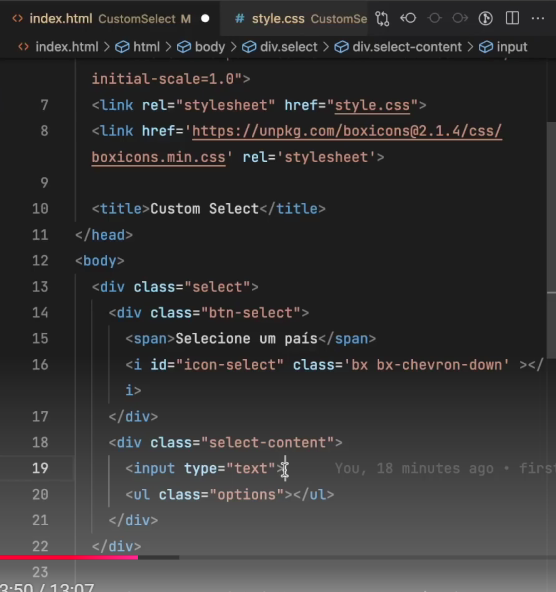 index.html CustomSelect M # style.css CustomSe
index.html > html > body > div.select > div.select-content > input
initial-scale=1.0">
7 <link rel="stylesheet" href="style.css">
8 <link href='https://unpkg.com/boxicons@2.1.4/css/
boxicons.min.css' rel='stylesheet'>
9
10 <title>Custom Select</title>
11 </head>
12 <body>
13 <div class="select">
14 <div class="btn-select">
15 <span>Selecione um país</span>
16 <i id="icon-select" class='bx bx-chevron-down' ></
i>
17 </div>
18 <div class="select-content">
19 <input type="text"> You, 18 minutes ago • firs
20 <ul class="options"></ul>
21 </div>
22 </div>
23
3:50 / 13:07